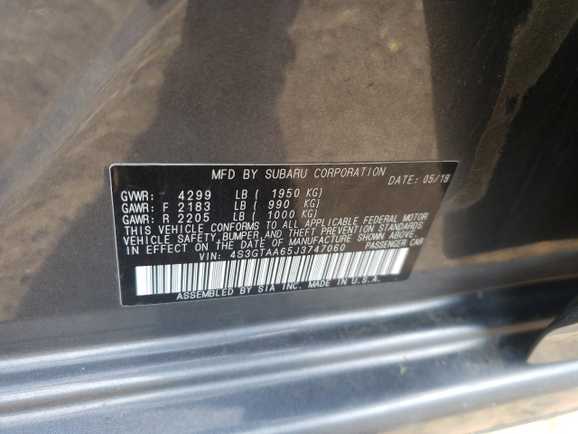 MFD BY SUBARU CORPORATION DATE: 05/18
GVWR: 4299 LB ( 1950 KG)
GAWR: F 2183 LB ( 990 KG)
GAWR: R 2205 LB ( 1000 KG)
THIS VEHICLE CONFORMS TO ALL APPLICABLE FEDERAL MOTOR
VEHICLE SAFETY, BUMPER, AND THEFT PREVENTION STANDARDS
IN EFFECT ON THE DATE OF MANUFACTURE SHOWN ABOVE.
VIN: 4S3GTAA65J3747060 PASSENGER CAR
ASSEMBLED BY SIA INC. MADE IN U.S.A.